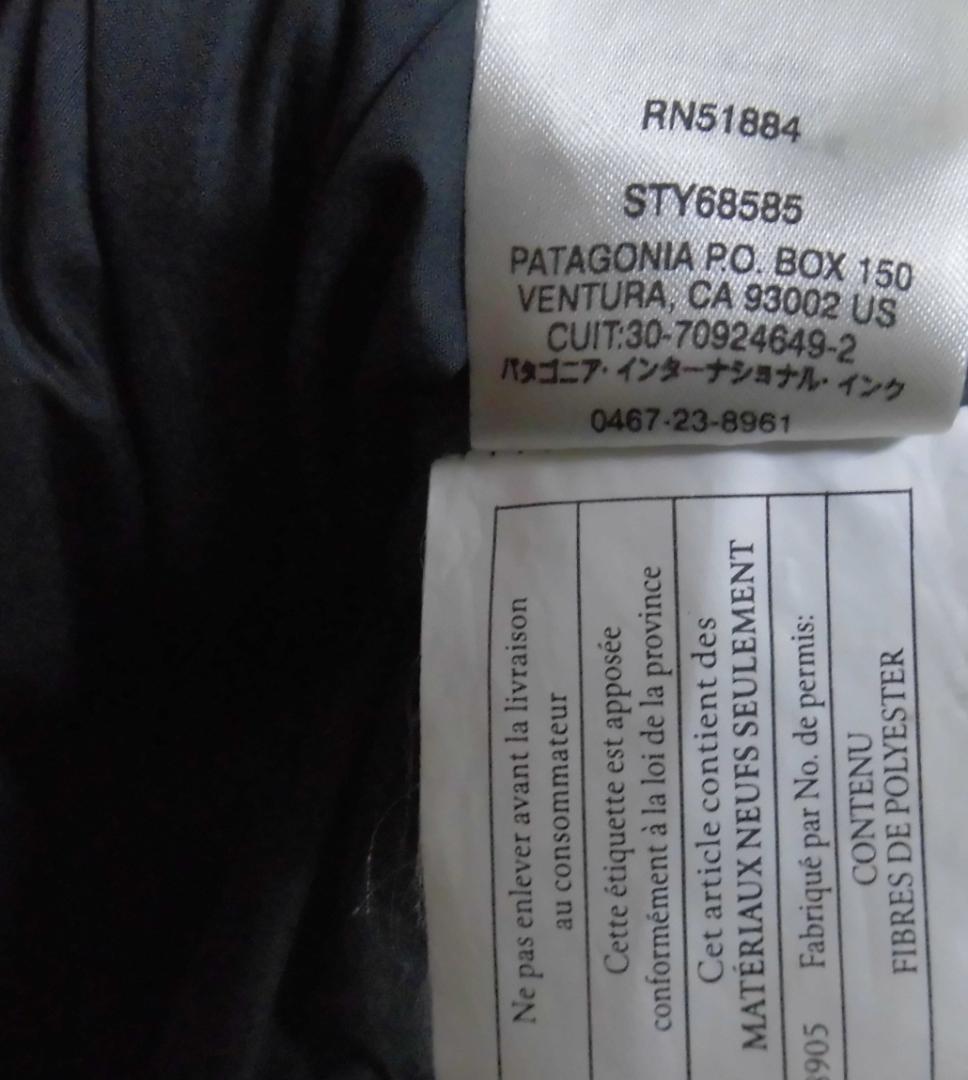 RN51884
STY68585
PATAGONIA P.O. BOX 150
VENTURA, CA 93002 US
CUIT:30-70924649-2
パタゴニア・インターナショナル・インク
0467-23-8961
Ne pas enlever avant la livraison
au consommateur
Cette étiquette est apposée
conformément à la loi de la province
Cet article contient des
MATÉRIAUX NEUFS SEULEMENT
Fabriqué par No. de permis:
CONTENU
FIBRES DE POLYESTER